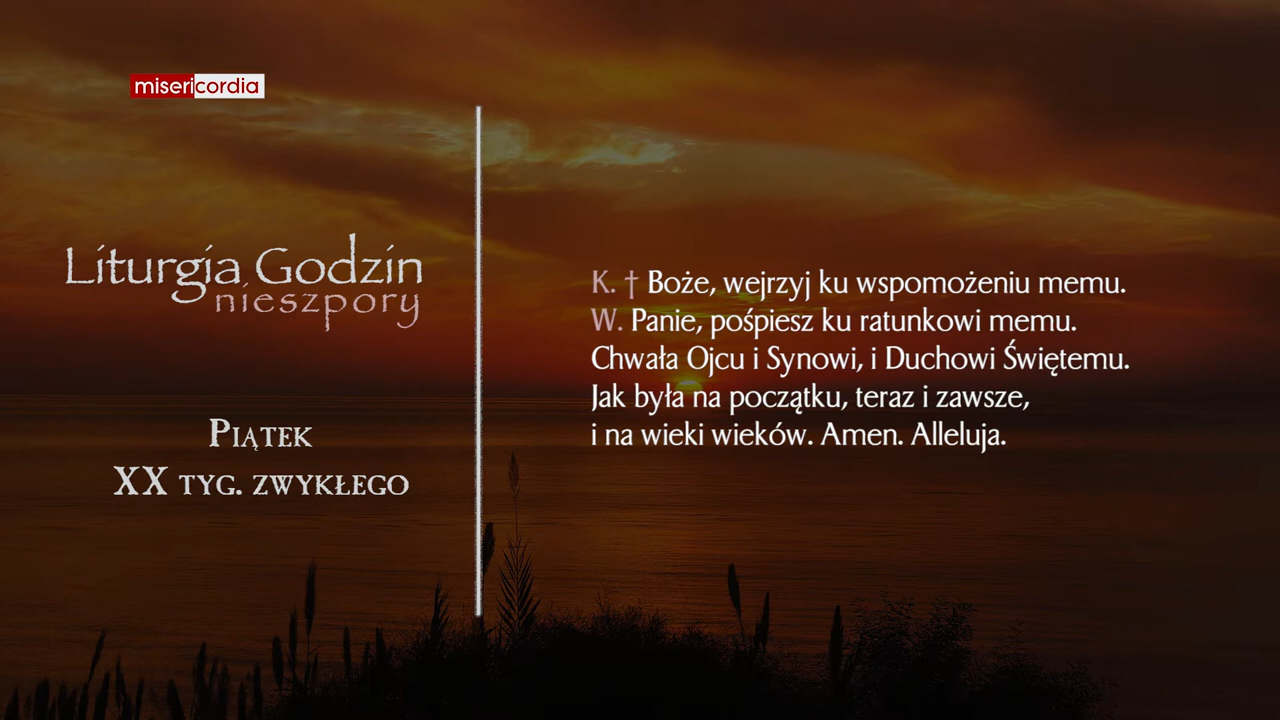 misericordia
Liturgia Godzin
nieszpory
Piątek
XX tyg. zwykłego
K. † Boże, wejrzyj ku wspomożeniu memu.
W. Panie, pośpiesz ku ratunkowi memu.
Chwała Ojcu i Synowi, i Duchowi Świętemu.
Jak była na początku, teraz i zawsze,
i na wieki wieków. Amen. Alleluja.